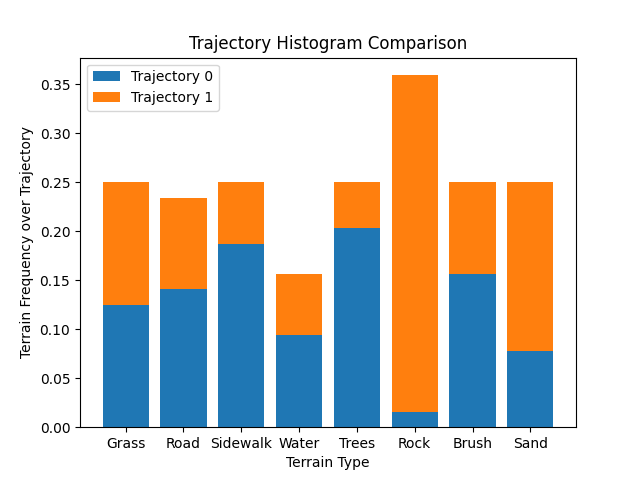 Trajectory Histogram Comparison
Trajectory 0
Trajectory 1
0.35
0.30
0.25
0.20
0.15
0.10
0.05
0.00
Terrain Frequency over Trajectory
Grass Road Sidewalk Water Trees Rock Brush Sand
Terrain Type